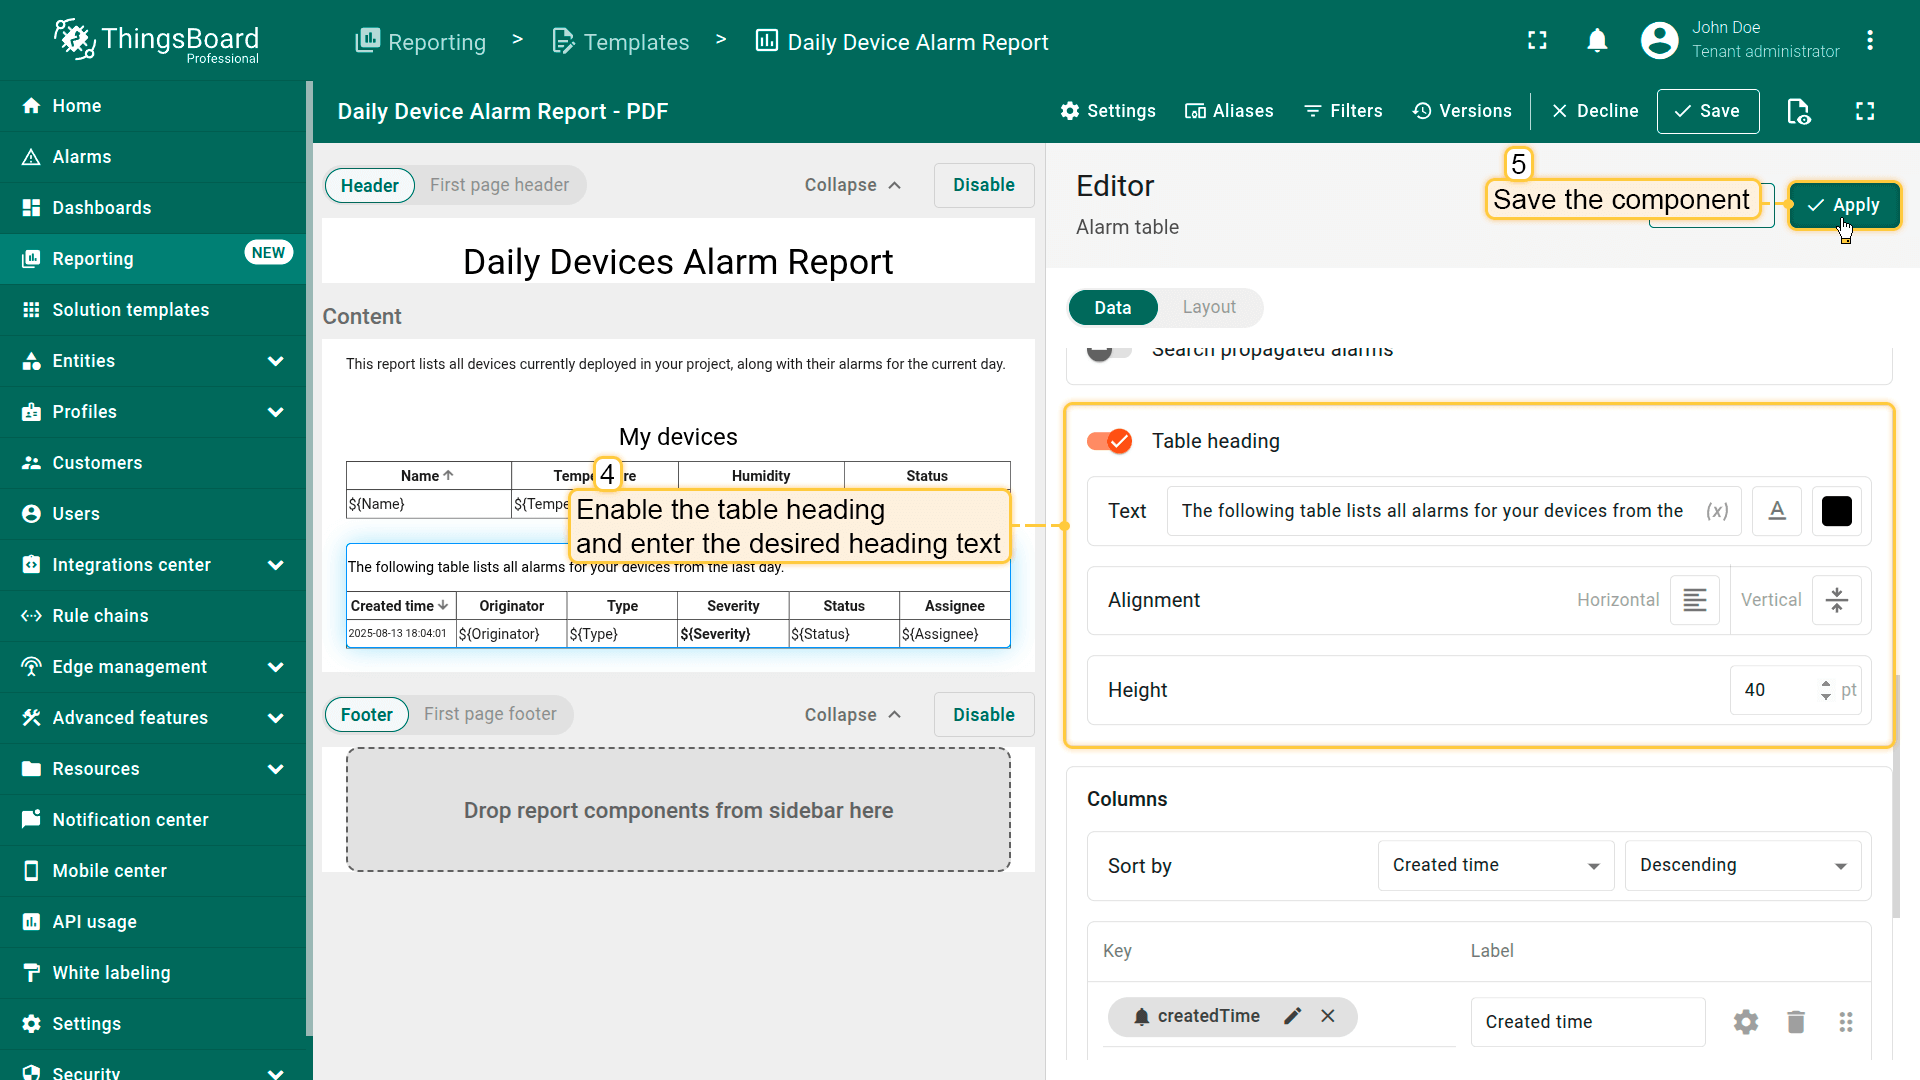 ThingsBoard
Professional
Reporting > Templates > Daily Device Alarm Report
John Doe
Tenant administrator
Home
Alarms
Dashboards
Reporting
NEW
Solution templates
Entities
Profiles
Customers
Users
Integrations center
Rule chains
Edge management
Advanced features
Resources
Notification center
Mobile center
API usage
White labeling
Settings
Security
Daily Device Alarm Report - PDF
Settings
Aliases
Filters
Versions
Decline
Save
Header
First page header
Collapse
Disable
Daily Devices Alarm Report
Content
This report lists all devices currently deployed in your project, along with their alarms for the current day.
My devices
Name
Humidity
Status
${Name}
4
Enable the table heading
and enter the desired heading text
The following table lists all alarms for your devices from the last day.
Created time
Originator
Type
Severity
Status
Assignee
2025-08-13 18:04:01
${Originator}
${Type}
${Severity}
${Status}
${Assignee}
Footer
First page footer
Collapse
Disable
Drop report components from sidebar here
Editor
Alarm table
5
Save the component
Apply
Data
Layout
Search propagated alarms
Table heading
Text
The following table lists all alarms for your devices from the
(x)
A
Alignment
Horizontal
Vertical
Height
40
pt
Columns
Sort by
Created time
Descending
Key
Label
createdTime
Created time